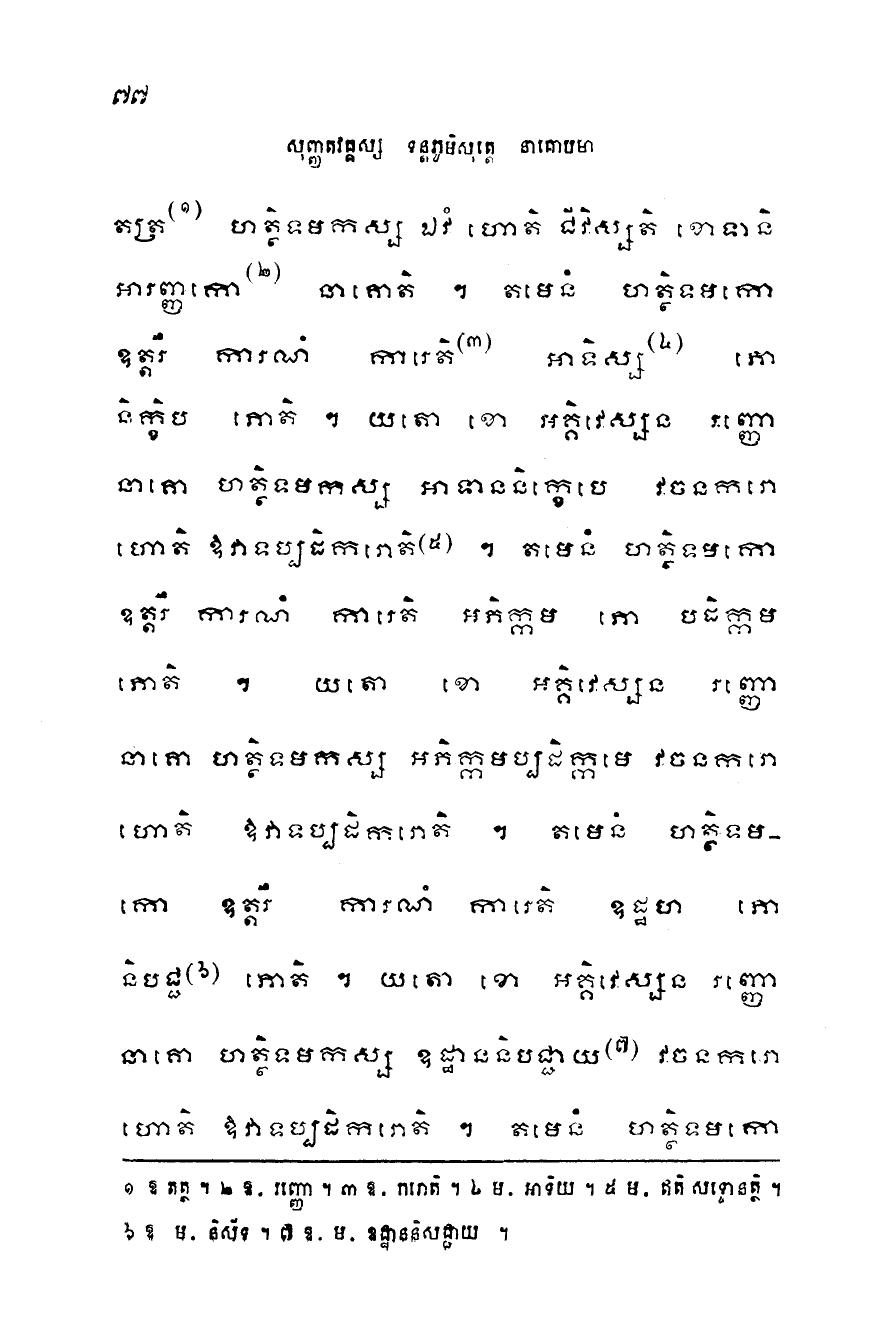 ៧៧
សុញ្ញតវគ្គស្ស ទន្តភូមិសុត្តេ នាគោបមា
តត្រ(១) ហត្ថិទមកស្ស ឯវំ ហោតិ ជីវិស្សតិ ខោទានិ
អារញ្ញកោ(២) នាគោតិ ។ តមេនំ ហត្ថិទមកោ
ឧត្តរឹ ការណំ ការេតិ(៣) អាទិស្ស(៤) ភោ
និក្ខិប ភោតិ ។ យតោ ខោ អគ្គិវេស្សន រញ្ញោ
នាគោ ហត្ថិទមកស្ស អាទាននិក្ខេបេ វចនករោ
ហោតិ ឱវាទប្បដិករោតិ(៥) ។ តមេនំ ហត្ថិទមកោ
ឧត្តរឹ ការណំ ការេតិ អភិក្កម ភោ បដិក្កម
ភោតិ ។ យតោ ខោ អគ្គិវេស្សន រញ្ញោ
នាគោ ហត្ថិទមកស្ស អភិក្កមប្បដិក្កមេ វចនករោ
ហោតិ ឱវាទប្បដិករោតិ ។ តមេនំ ហត្ថិទម-
កោ ឧត្តរឹ ការណំ ការេតិ ឧដ្ឋហ ភោ
និបជ្ជ(៦) ភោតិ ។ យតោ ខោ អគ្គិវេស្សន រញ្ញោ
នាគោ ហត្ថិទមកស្ស ឧដ្ឋាននិបជ្ជាយ(៧) វចនករោ
ហោតិ ឱវាទប្បដិករោតិ ។ តមេនំ ហត្ថិទមកោ
១ ឱ តត្ថ ។ ២ ឱ. រញ្ញោ ។ ៣ ឱ. ករោតិ ។ ៤ ម. អាទិយ ។ ៥ ម. ឥតិ សទ្ទោ នត្ថិ ។
៦ ឱ ម. និសីទ ។ ៧ ឱ. ម. ឧដ្ឋាននិសជ្ជាយ ។